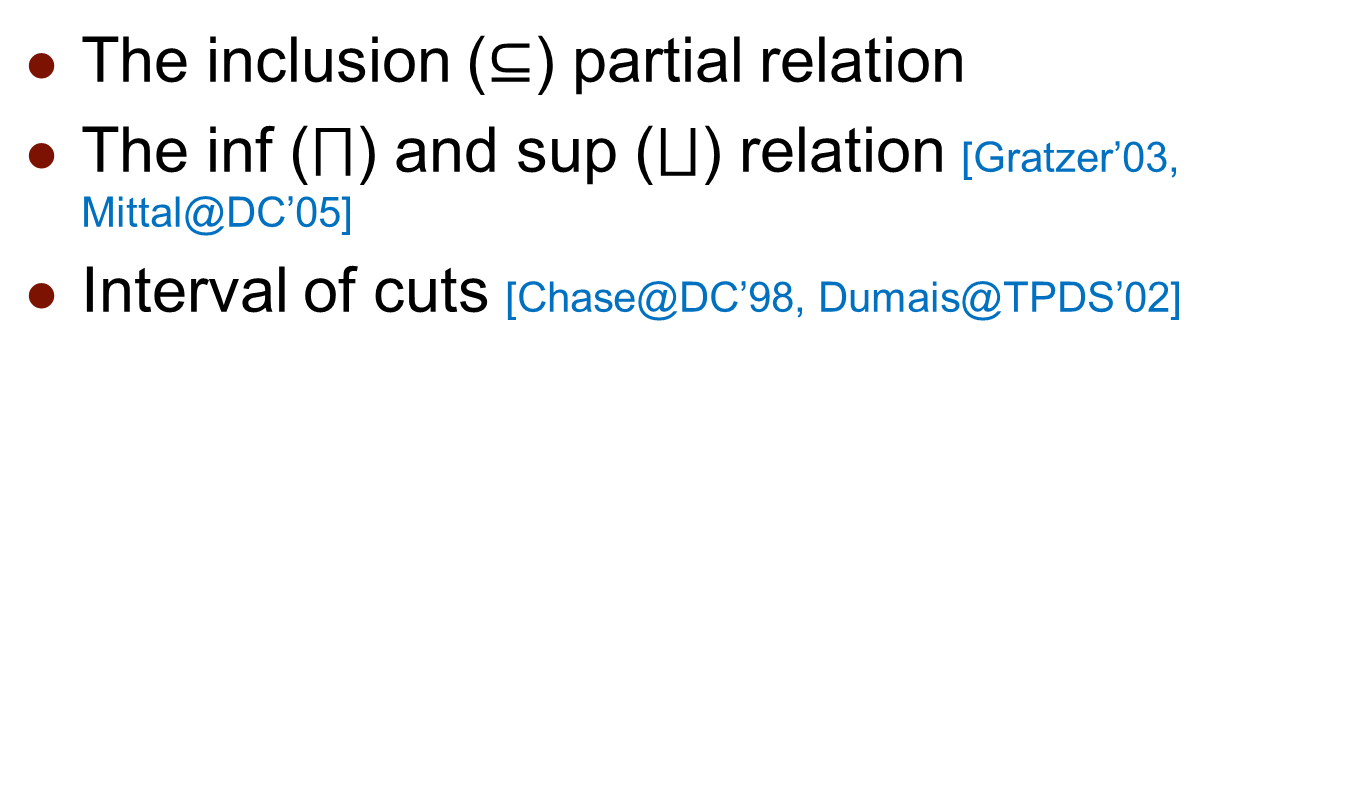 ● The inclusion (⊆) partial relation
● The inf (⊓) and sup (⊔) relation [Gratzer’03,
Mittal@DC’05]
● Interval of cuts [Chase@DC’98, Dumais@TPDS’02]